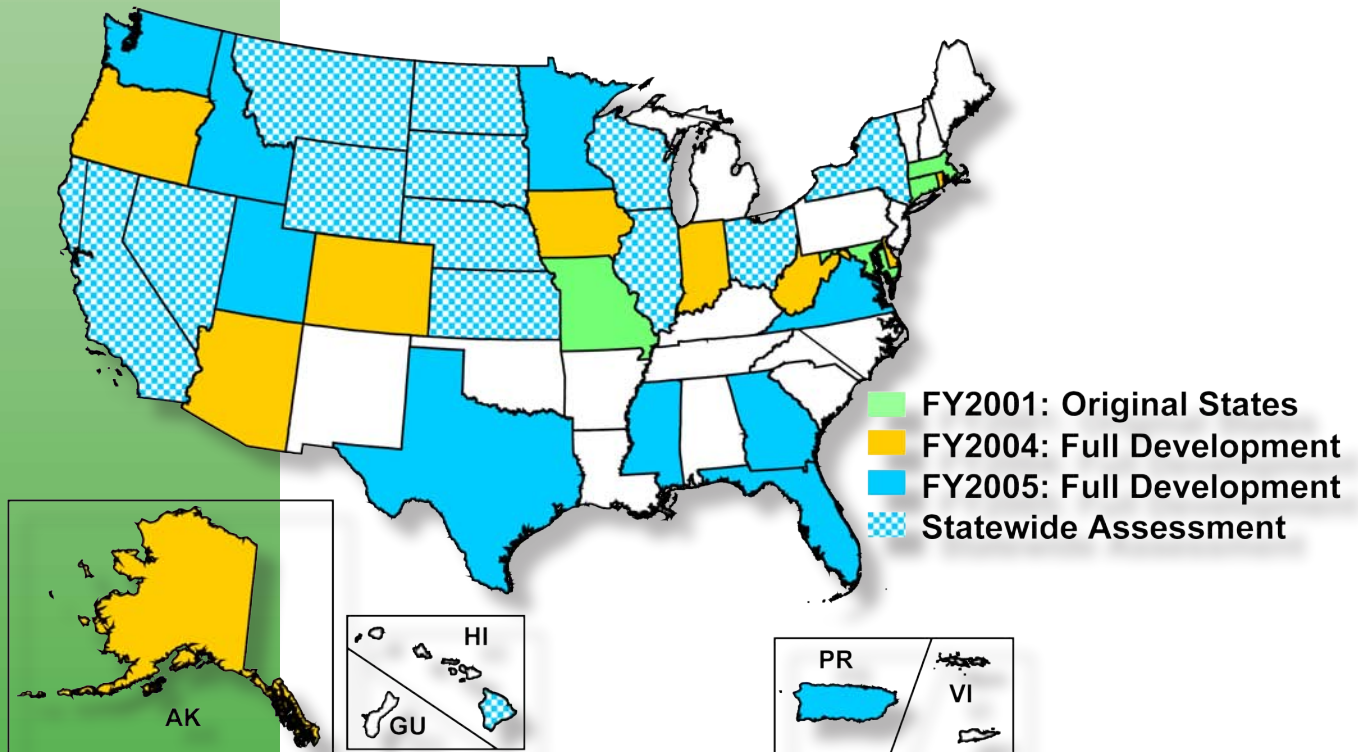 FY2001: Original States
FY2004: Full Development
FY2005: Full Development
Statewide Assessment
AK
HI
GU
PR
VI